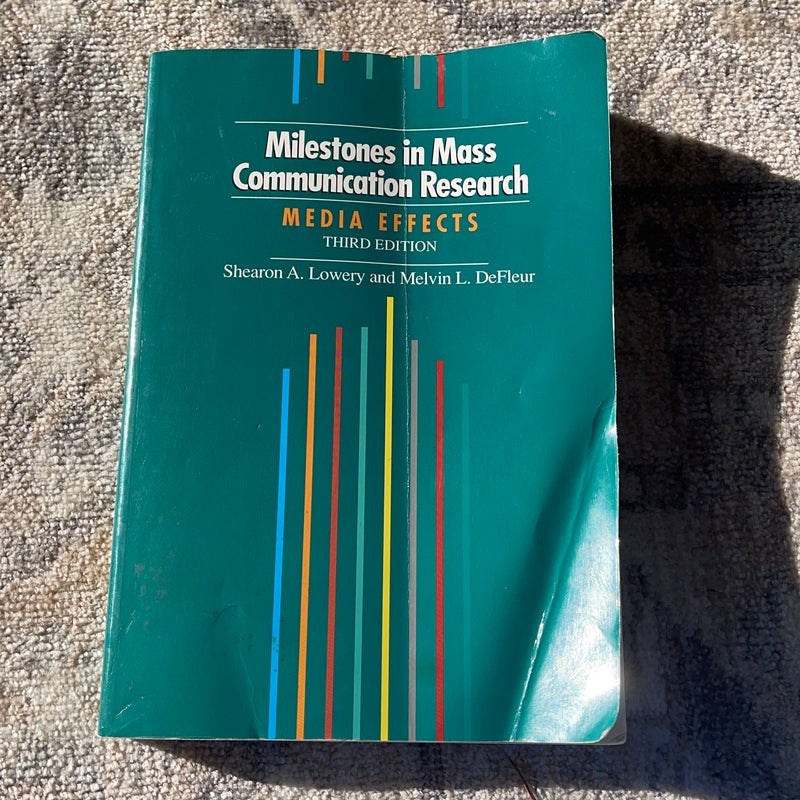 Milestones in Mass
Communication Research
MEDIA EFFECTS
THIRD EDITION
Shearon A. Lowery and Melvin L. DeFleur